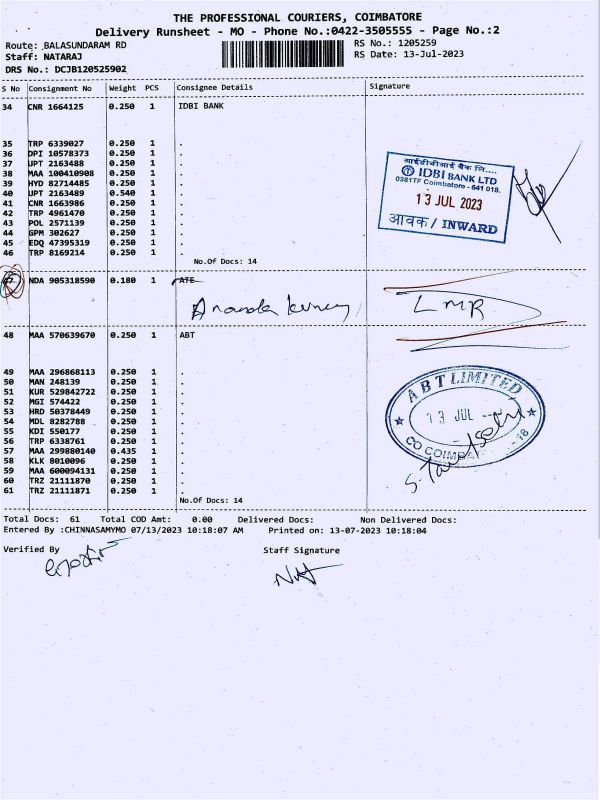 THE PROFESSIONAL COURIERS, COIMBATORE
Delivery Runsheet - MO - Phone No.:0422-3505555 - Page No.:2
Route: BALASUNDARAM RD
RS No.: 1205259
Staff: NATARAJ
RS Date: 13-Jul-2023
DRS No.: DCJB120525902
S No Consignment No Weight PCS Consignee Details Signature
34 CNR 1664125 0.250 1 IDBI BANK
35 TRP 6339027 0.250 1 .
36 DPI 10578373 0.250 1 .
37 UPT 2163488 0.250 1 .
38 MAA 100410908 0.250 1 .
39 HYD 82714485 0.250 1 .
40 UPT 2163489 0.540 1 .
41 CNR 1663986 0.250 1 .
42 TRP 4961470 0.250 1 .
43 POL 2571139 0.250 1 .
44 GPM 302627 0.250 1 .
45 EDQ 47395319 0.250 1 .
46 TRP 8169214 0.250 1 .
No.Of Docs: 14
आईडीबीआई बैंक लि....
IDBI BANK LTD
0381TF Coimbatore - 641 018.
13 JUL 2023
आवक / INWARD
47 NDA 905318590 0.180 1 ATE
LMR
48 MAA 570639670 0.250 1 ABT
49 MAA 296868113 0.250 1 .
50 MAN 248139 0.250 1 .
51 KUR 529842722 0.250 1 .
52 MGI 574422 0.250 1 .
53 HRD 50378449 0.250 1 .
54 MDL 8282788 0.250 1 .
55 KDI 550177 0.250 1 .
56 TRP 6338761 0.250 1 .
57 MAA 299880140 0.435 1 .
58 KLK 8010096 0.250 1 .
59 MAA 600094131 0.250 1 .
60 TRZ 21111870 0.250 1 .
61 TRZ 21111871 0.250 1 .
No.Of Docs: 14
ABT LIMITED
13 JUL
Total Docs: 61 Total COD Amt: 0.00 Delivered Docs: Non Delivered Docs:
Entered By :CHINNASAMYMO 07/13/2023 10:18:07 AM Printed on: 13-07-2023 10:18:04
Verified By Staff Signature